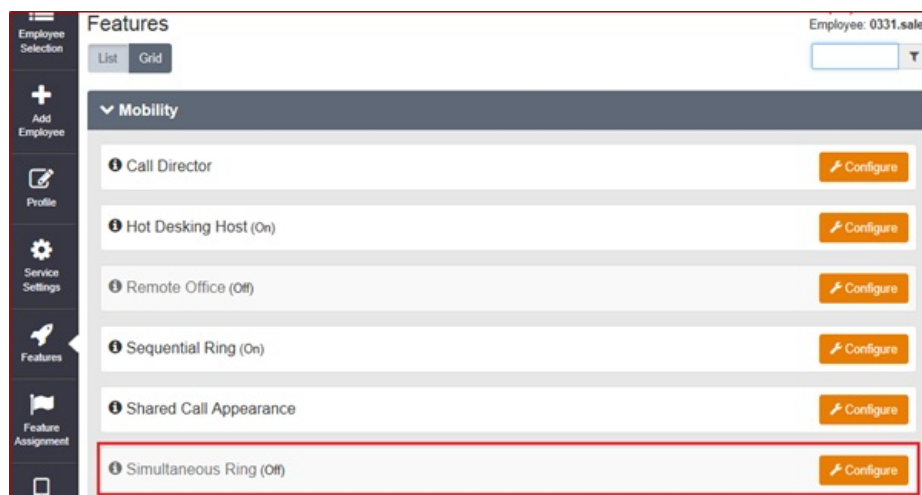 Employee
Selection
Add
Employee
Profile
Service
Settings
Features
Feature
Assignment
Features
Employee: 0331.sale
List Grid
Mobility
Call Director Configure
Hot Desking Host (On) Configure
Remote Office (Off) Configure
Sequential Ring (On) Configure
Shared Call Appearance Configure
Simultaneous Ring (Off) Configure